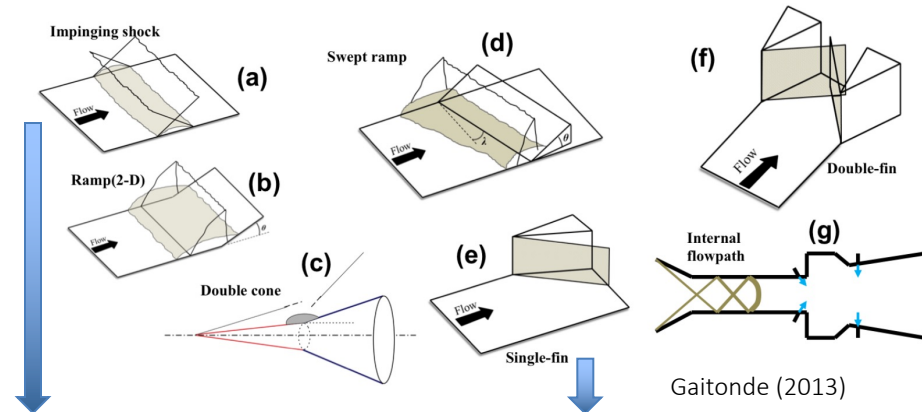 Impinging shock
(a)
Flow
Ramp(2-D)
(b)
Flow
θ
(c)
Double cone
Swept ramp
(d)
Flow
λ
θ
(e)
Flow
Single-fin
(f)
Flow
Double-fin
Internal
flowpath
(g)
Gaitonde (2013)